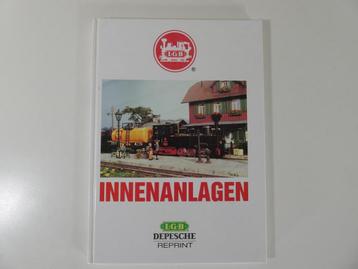 LGB
®
INNENANLAGEN
LGB
DEPESCHE
REPRINT